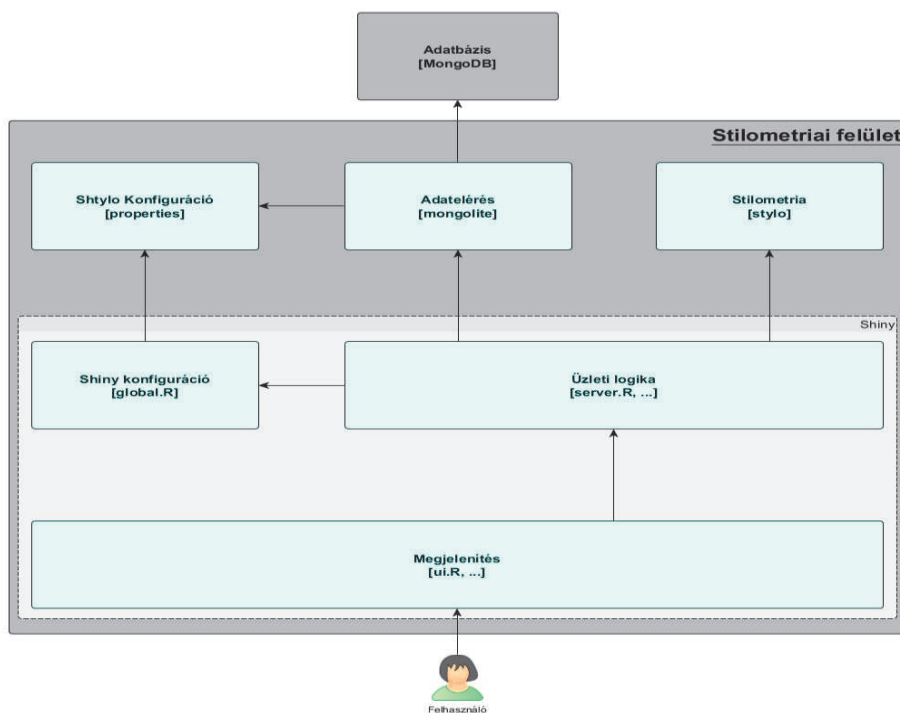 Adatbázis
[MongoDB]
Stilometriai felület
Shtylo Konfiguráció
[properties]
Adatelérés
[mongolite]
Stilometria
[stylo]
Shiny
Shiny konfiguráció
[global.R]
Üzleti logika
[server.R, ...]
Megjelenítés
[ui.R, ...]
Felhasználó